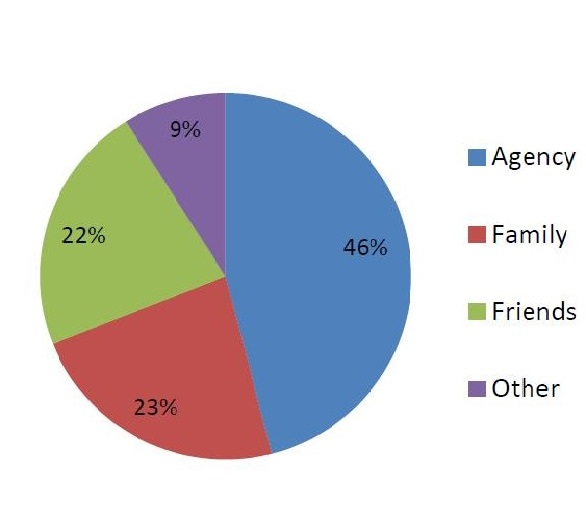 9%
Agency
22%
Family
46%
Friends
23%
Other